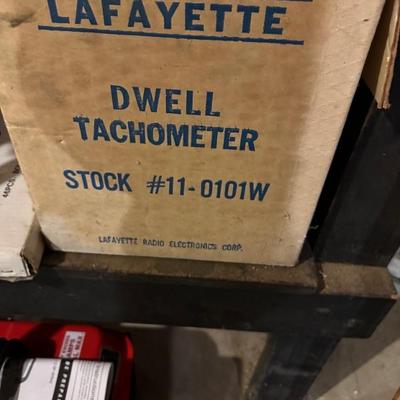 LAFAYETTE
DWELL
TACHOMETER
STOCK #11-0101W
LAFAYETTE RADIO ELECTRONICS CORP.